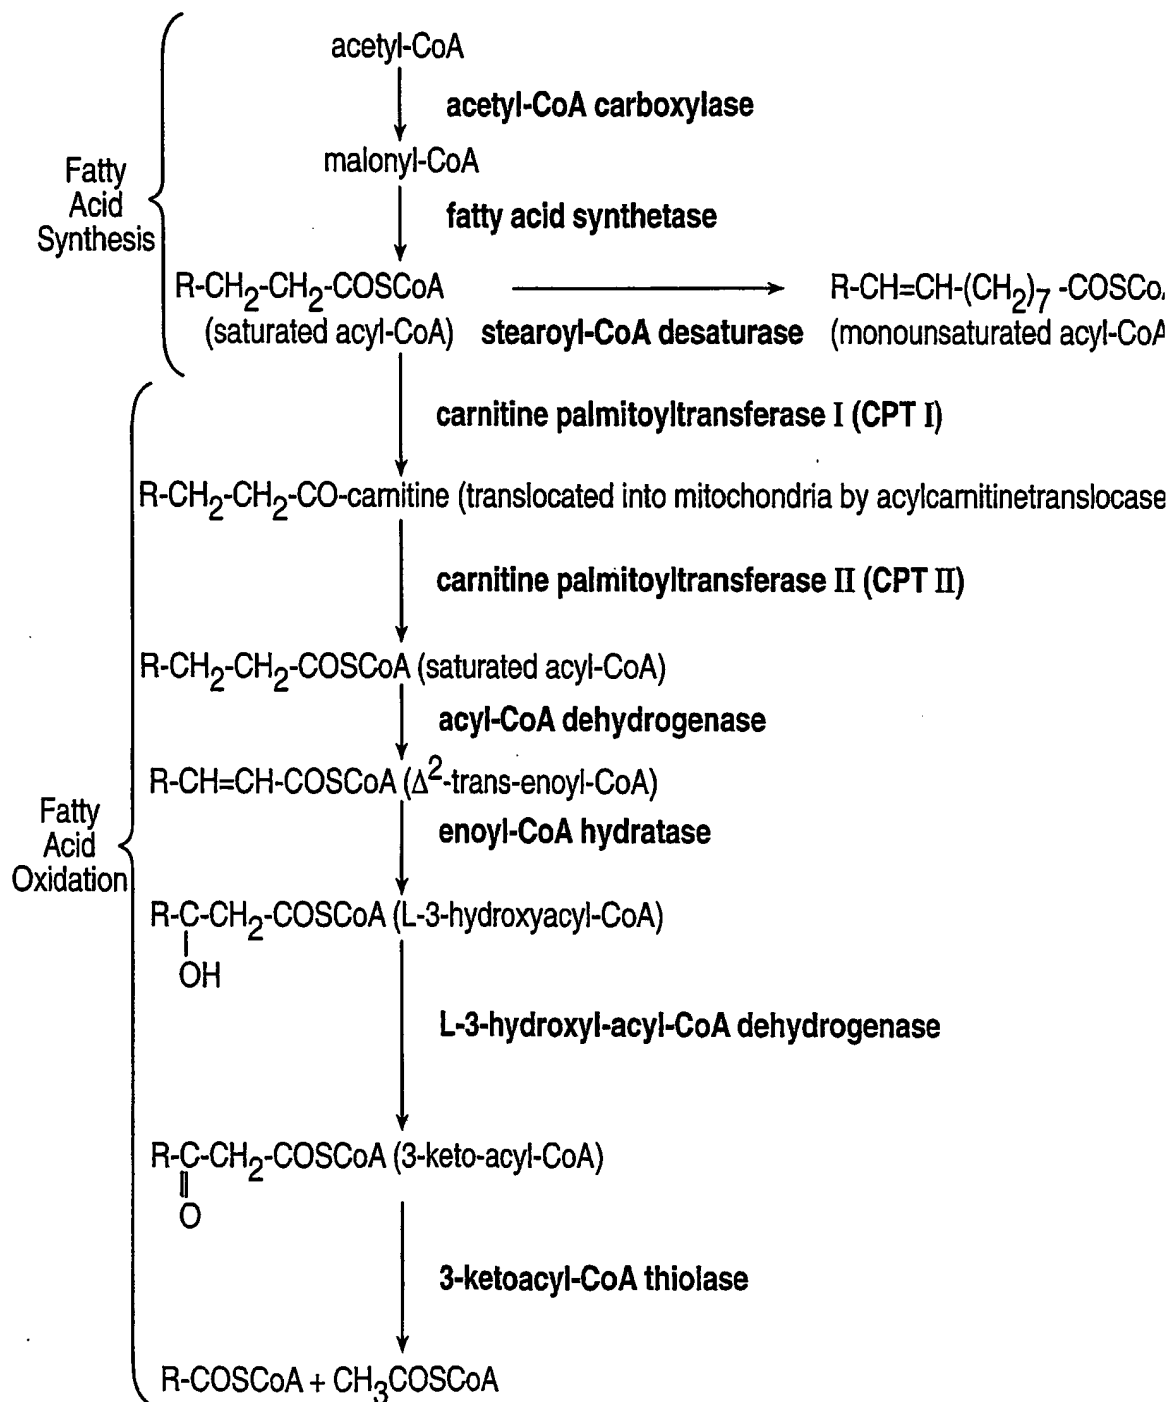 acetyl-CoA
acetyl-CoA carboxylase
malonyl-CoA
Fatty
Acid
Synthesis
fatty acid synthetase
R-CH2-CH2-COSCoA
(saturated acyl-CoA)
stearoyl-CoA desaturase
R-CH=CH-(CH2)7 -COSCo
(monounsaturated acyl-CoA
carnitine palmitoyltransferase I (CPT I)
R-CH2-CH2-CO-carnitine (translocated into mitochondria by acylcarnitinetranslocase
carnitine palmitoyltransferase II (CPT II)
R-CH2-CH2-COSCoA (saturated acyl-CoA)
acyl-CoA dehydrogenase
R-CH=CH-COSCoA (Δ2-trans-enoyl-CoA)
Fatty
Acid
Oxidation
enoyl-CoA hydratase
R-C-CH2-COSCoA (L-3-hydroxyacyl-CoA)
OH
L-3-hydroxyl-acyl-CoA dehydrogenase
R-C-CH2-COSCoA (3-keto-acyl-CoA)
O
3-ketoacyl-CoA thiolase
R-COSCoA + CH3COSCoA